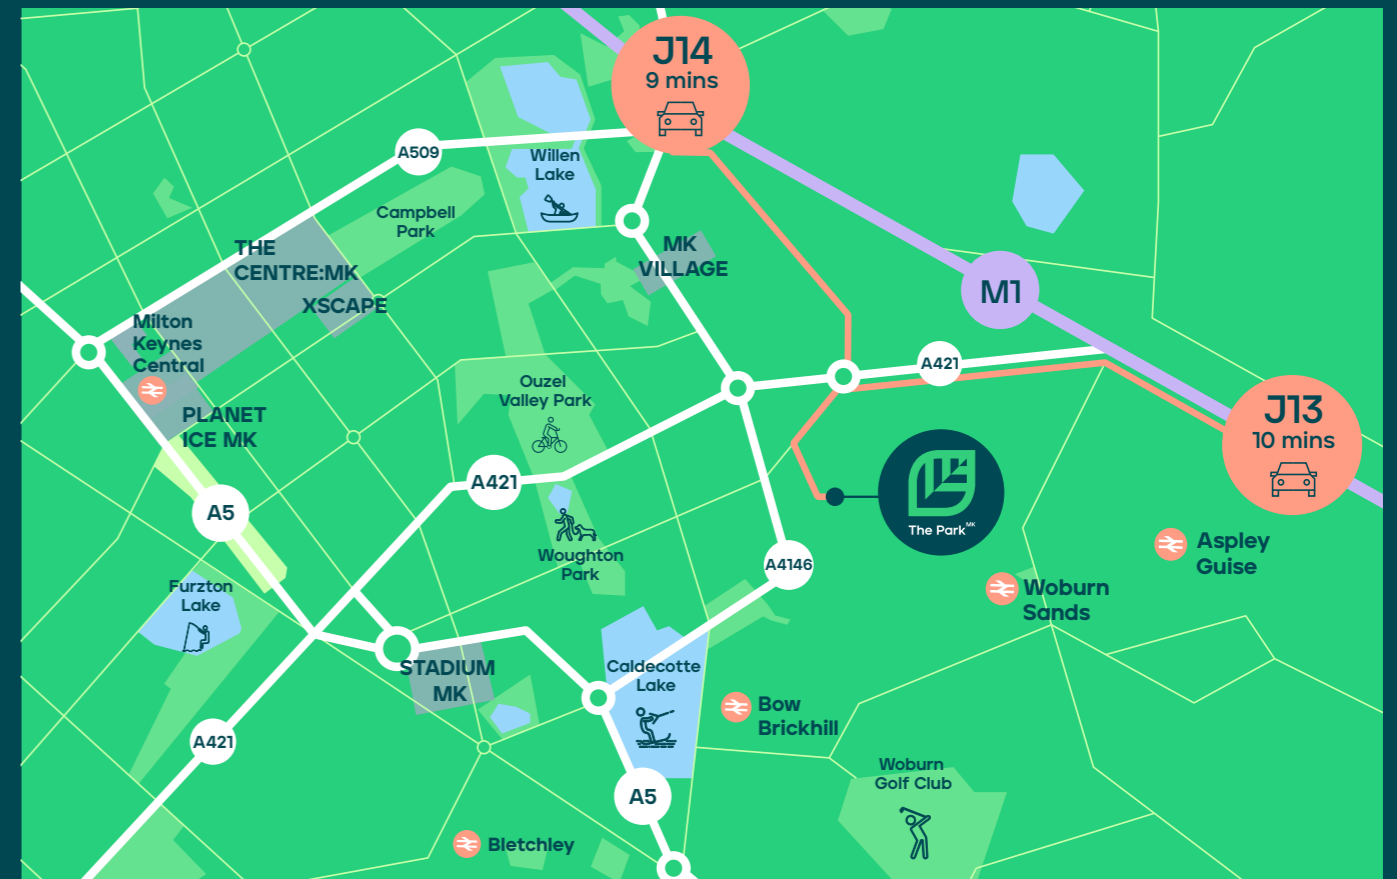 J14
9 mins
A509
Willen
Lake
Campbell
Park
THE
CENTRE:MK
MK
VILLAGE
XSCAPE
M1
Milton
Keynes
Central
A421
Ouzel
Valley Park
PLANET
ICE MK
J13
10 mins
A421
A5
The Park MK
Woughton
Park
A4146
Aspley
Guise
Furzton
Lake
Woburn
Sands
STADIUM
MK
Caldecotte
Lake
Bow
Brickhill
A421
Woburn
Golf Club
A5
Bletchley